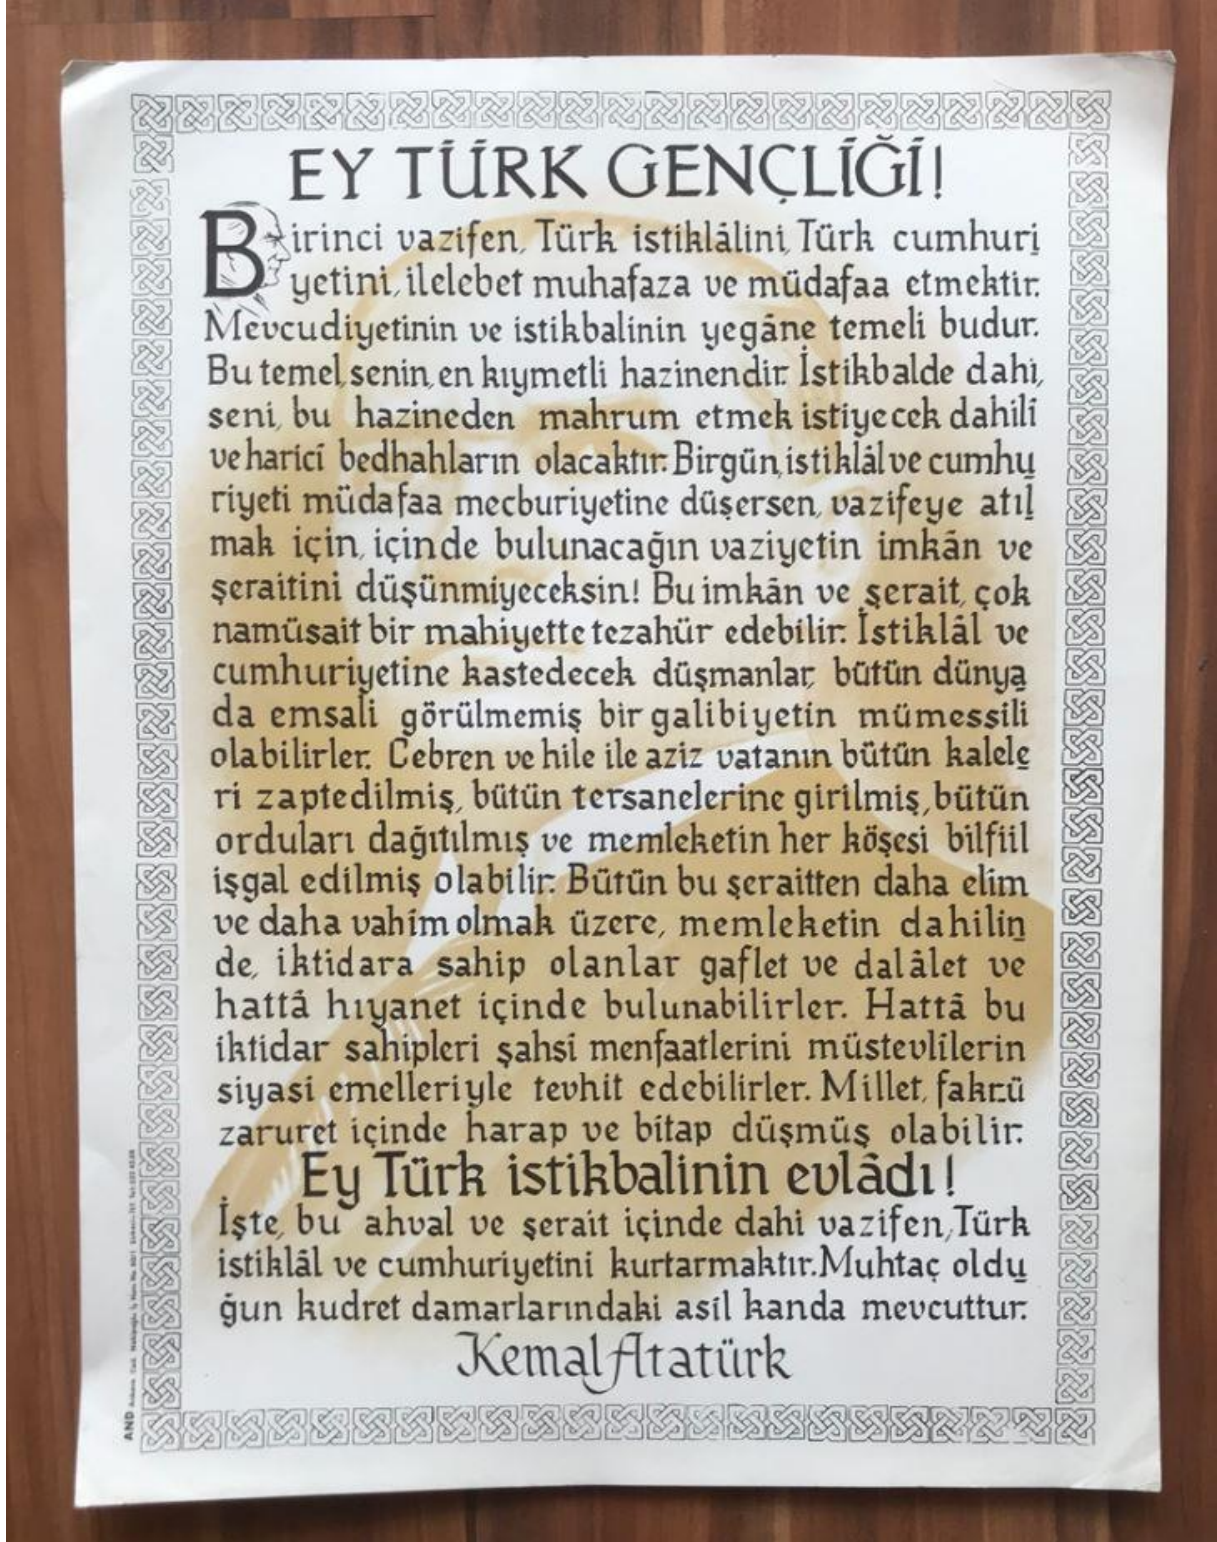 EY TÜRK GENÇLİĞİ!
Birinci vazifen, Türk istiklâlini, Türk cumhuri
yetini, ilelebet muhafaza ve müdafaa etmektir.
Mevcudiyetinin ve istikbalinin yegâne temeli budur.
Bu temel, senin, en kıymetli hazinendir. İstikbalde dahi,
seni, bu hazineden mahrum etmek istiyecek dahilî
ve haricî bedhahların olacaktır. Birgün, istiklâl ve cumhu
riyeti müdafaa mecburiyetine düşersen, vazifeye atıl
mak için, içinde bulunacağın vaziyetin imkân ve
şeraitini düşünmiyeceksin! Bu imkân ve şerait, çok
namüsait bir mahiyette tezahür edebilir. İstiklâl ve
cumhuriyetine kastedecek düşmanlar, bütün dünya
da emsali görülmemiş bir galibiyetin mümessili
olabilirler. Cebren ve hile ile aziz vatanın bütün kalele
ri zaptedilmiş, bütün tersanelerine girilmiş, bütün
orduları dağıtılmış ve memleketin her köşesi bilfiil
işgal edilmiş olabilir. Bütün bu şeraitten daha elim
ve daha vahim olmak üzere, memleketin dahilin
de, iktidara sahip olanlar gaflet ve dalâlet ve
hattâ hıyanet içinde bulunabilirler. Hattâ bu
iktidar sahipleri şahsî menfaatlerini müstevlilerin
siyasi emelleriyle tevhit edebilirler. Millet, fakrü
zaruret içinde harap ve bîtap düşmüş olabilir.
Ey Türk istikbalinin evlâdı!
İşte, bu ahval ve şerait içinde dahi vazifen, Türk
istiklâl ve cumhuriyetini kurtarmaktır. Muhtaç oldu
ğun kudret damarlarındaki asil kanda mevcuttur.
Kemal Atatürk
AND Ankara Cad.